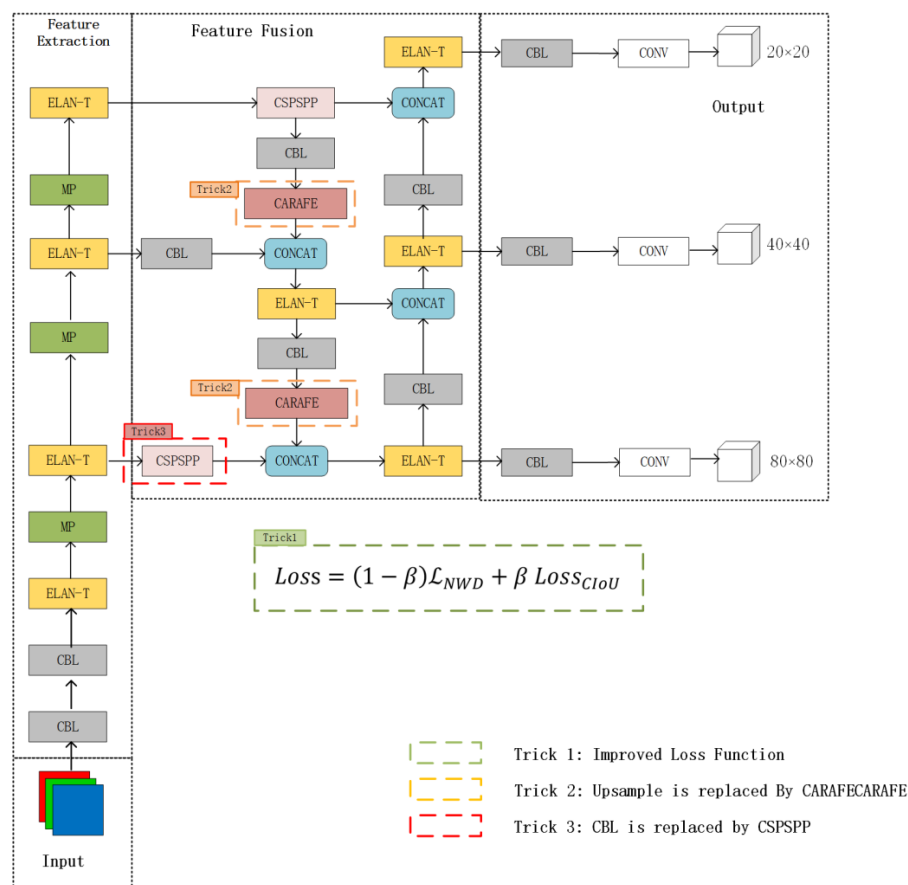 Feature
Extraction
Feature Fusion
ELAN-T
CBL
CONV
20×20
ELAN-T
CSPSPP
CONCAT
Output
CBL
MP
Trick2
CARAFE
CBL
ELAN-T
CBL
CONCAT
ELAN-T
CBL
CONV
40×40
ELAN-T
CONCAT
MP
CBL
Trick2
CARAFE
CBL
Trick3
ELAN-T
CSPSPP
CONCAT
ELAN-T
CBL
CONV
80×80
MP
Trick1
Loss = (1 − β)ℒ_NWD + β Loss_CIoU
ELAN-T
CBL
CBL
Trick 1: Improved Loss Function
Trick 2: Upsample is replaced By CARAFECARAFE
Trick 3: CBL is replaced by CSPSPP
Input